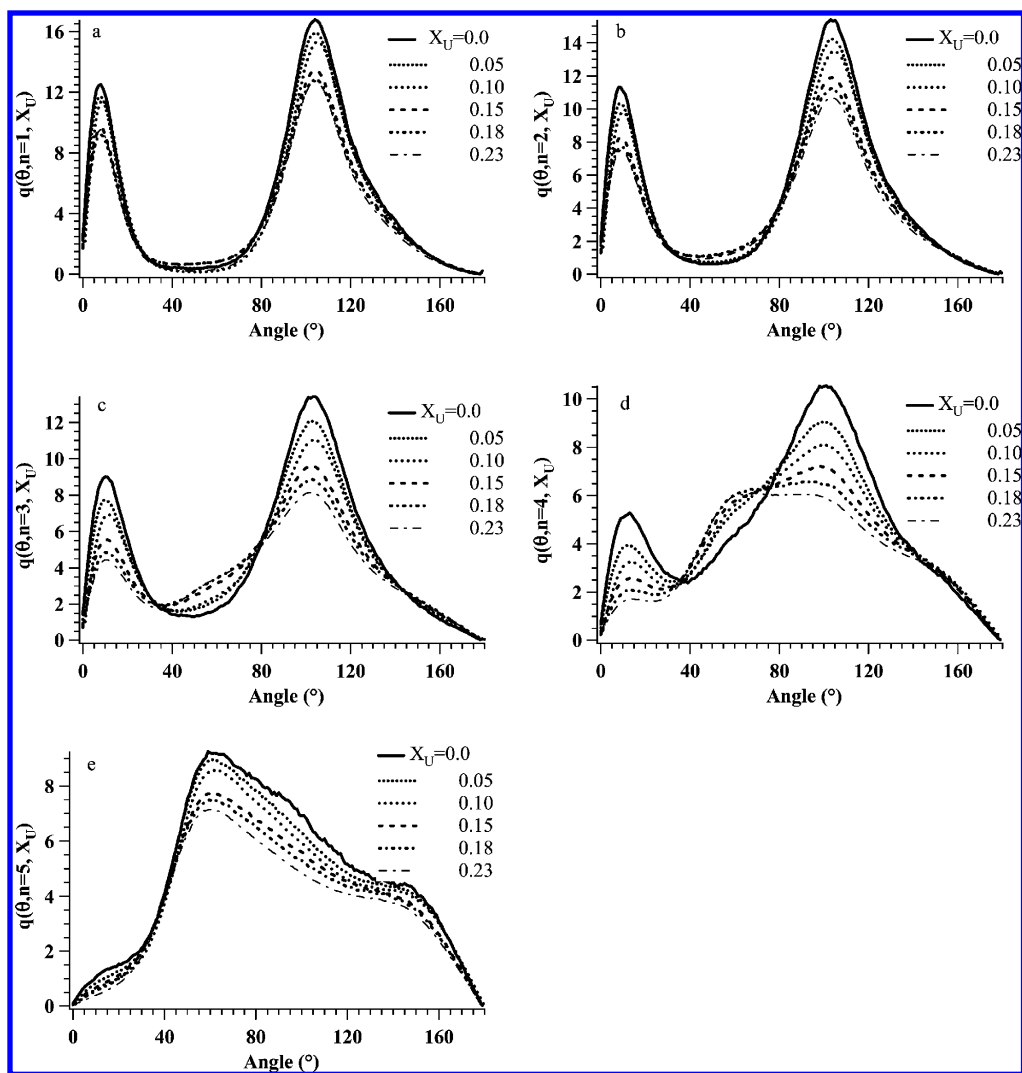 a
q(θ,n=1, X_U)
16
12
8
4
0
X_U=0.0
0.05
0.10
0.15
0.18
0.23
0 40 80 120 160
Angle (°)
b
q(θ,n=2, X_U)
14
12
10
8
6
4
2
0
X_U=0.0
0.05
0.10
0.15
0.18
0.23
0 40 80 120 160
Angle (°)
c
q(θ,n=3, X_U)
12
10
8
6
4
2
0
X_U=0.0
0.05
0.10
0.15
0.18
0.23
0 40 80 120 160
Angle (°)
d
q(θ,n=4, X_U)
10
8
6
4
2
0
X_U=0.0
0.05
0.10
0.15
0.18
0.23
0 40 80 120 160
Angle (°)
e
q(θ,n=5, X_U)
8
6
4
2
0
X_U=0.0
0.05
0.10
0.15
0.18
0.23
0 40 80 120 160
Angle (°)